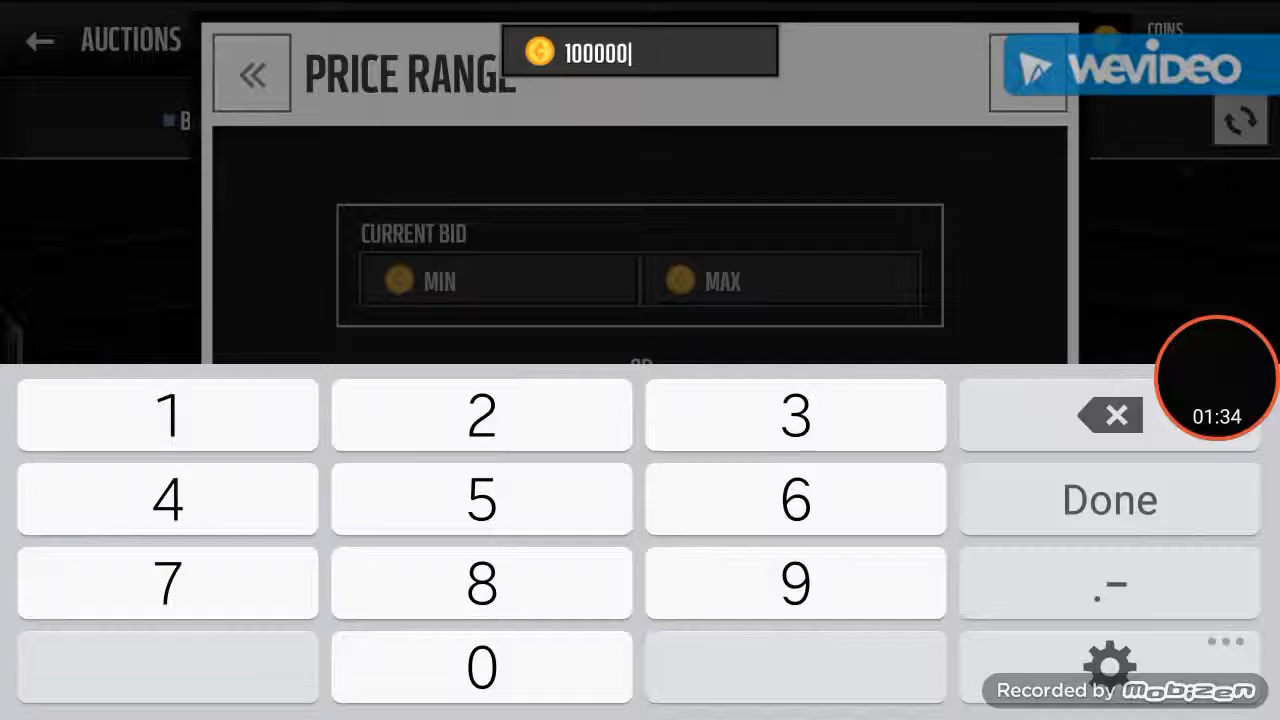 AUCTIONS
100000
COINS
PRICE RANGE
WEVIDEO
B
CURRENT BID
MIN
MAX
OR
1 2 3
01:34
4 5 6 Done
7 8 9 .-
0
Recorded by mobizen